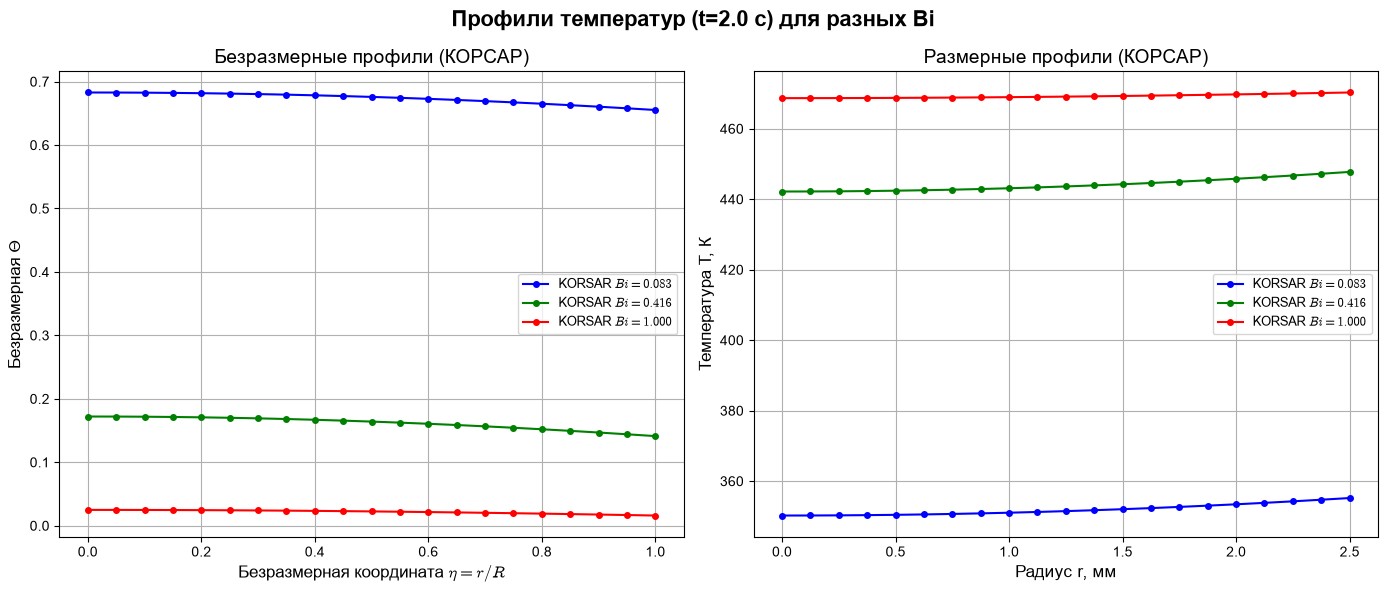 Профили температур (t=2.0 с) для разных Bi
Безразмерные профили (КОРСАР)
Безразмерная Θ
0.7
0.6
0.5
0.4
0.3
0.2
0.1
0.0
KORSAR Bi = 0.083
KORSAR Bi = 0.416
KORSAR Bi = 1.000
0.0 0.2 0.4 0.6 0.8 1.0
Безразмерная координата η = r/R
Размерные профили (КОРСАР)
Температура T, К
460
440
420
400
380
360
KORSAR Bi = 0.083
KORSAR Bi = 0.416
KORSAR Bi = 1.000
0.0 0.5 1.0 1.5 2.0 2.5
Радиус r, мм